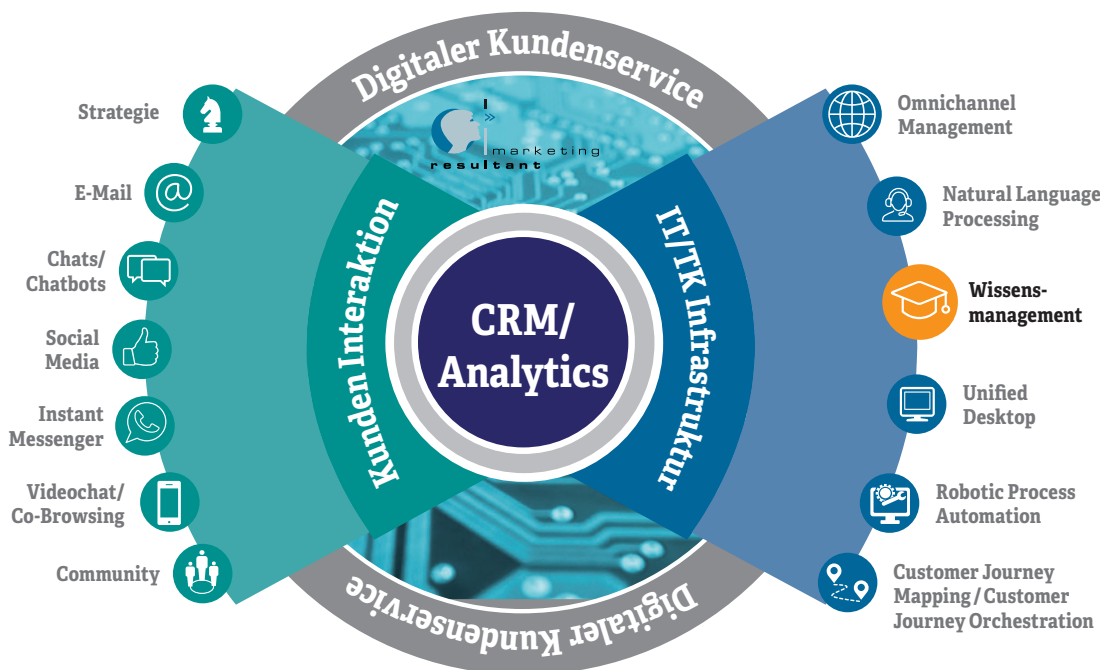 Digitaler Kundenservice
marketing
resultant
Strategie
E-Mail
Chats/
Chatbots
Social
Media
Instant
Messenger
Videochat/
Co-Browsing
Community
Kunden Interaktion
CRM/
Analytics
IT/TK Infrastruktur
Omnichannel
Management
Natural Language
Processing
Wissens-
management
Unified
Desktop
Robotic Process
Automation
Customer Journey
Mapping / Customer
Journey Orchestration
Digitaler Kundenservice